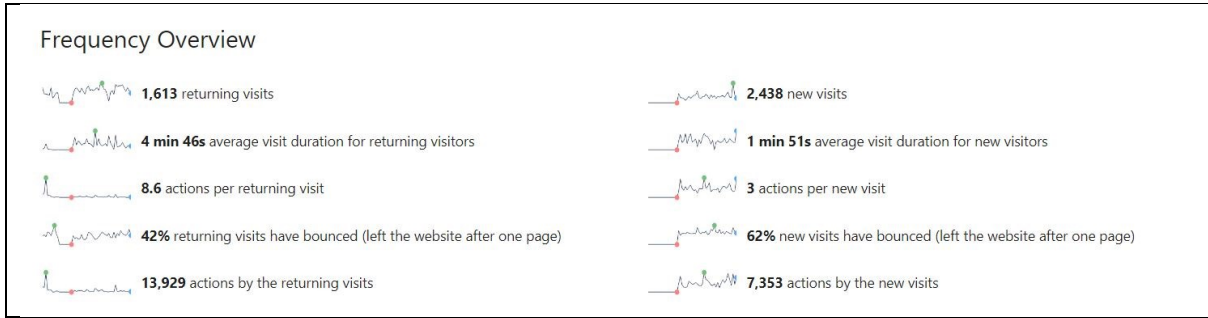 Frequency Overview
1,613 returning visits
2,438 new visits
4 min 46s average visit duration for returning visitors
1 min 51s average visit duration for new visitors
8.6 actions per returning visit
3 actions per new visit
42% returning visits have bounced (left the website after one page)
62% new visits have bounced (left the website after one page)
13,929 actions by the returning visits
7,353 actions by the new visits